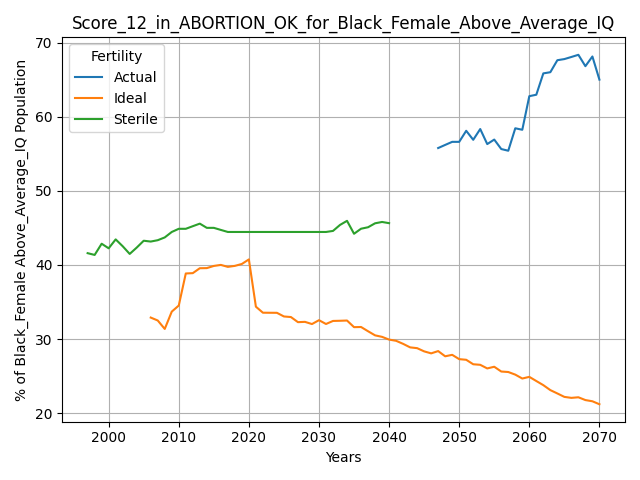 Score_12_in_ABORTION_OK_for_Black_Female_Above_Average_IQ
% of Black_Female Above_Average_IQ Population
70
60
50
40
30
20
Fertility
Actual
Ideal
Sterile
2000 2010 2020 2030 2040 2050 2060 2070
Years